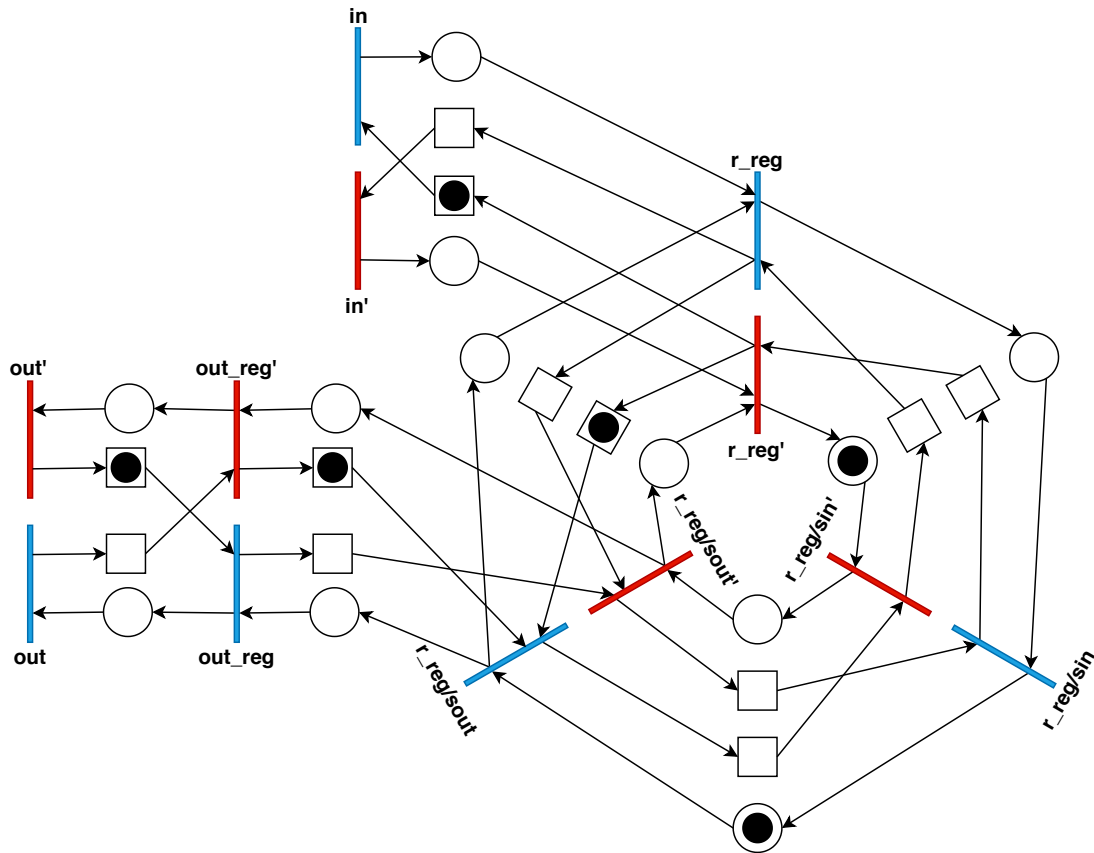 in
r_reg
in'
out'
out_reg'
r_reg'
r_reg/sout'
r_reg/sin'
out
out_reg
r_reg/sout
r_reg/sin